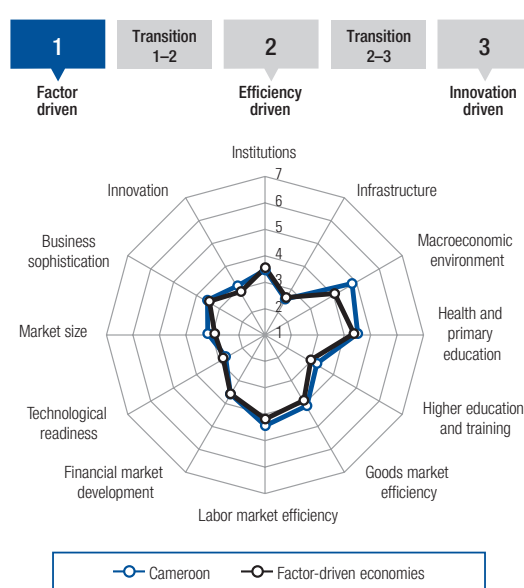 1
Transition
1–2
2
Transition
2–3
3
Factor
driven
Efficiency
driven
Innovation
driven
Institutions
7
6
5
4
3
2
1
Infrastructure
Macroeconomic
environment
Health and
primary
education
Higher education
and training
Goods market
efficiency
Labor market efficiency
Financial market
development
Technological
readiness
Market size
Business
sophistication
Innovation
Cameroon
Factor-driven economies